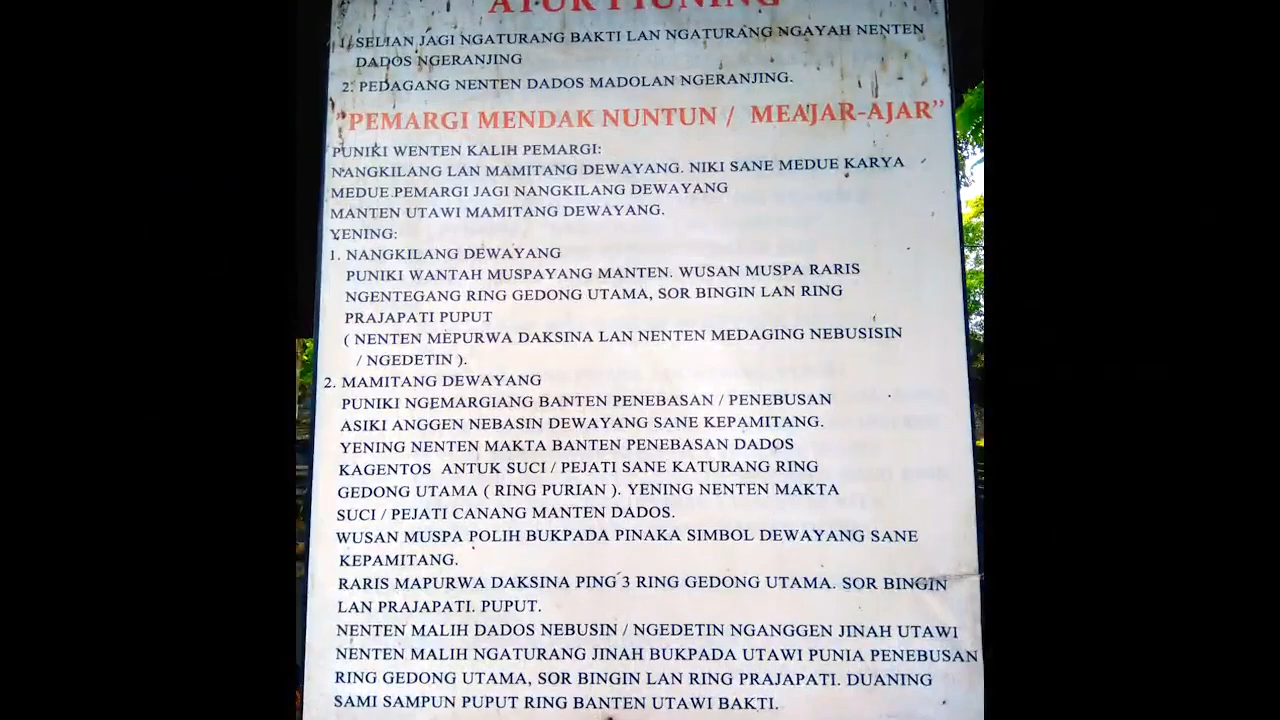 ATUR PIUNING
1. SELIAN JAGI NGATURANG BAKTI LAN NGATURANG NGAYAH NENTEN
DADOS NGERANJING
2. PEDAGANG NENTEN DADOS MADOLAN NGERANJING.
"PEMARGI MENDAK NUNTUN / MEAJAR-AJAR"
PUNIKI WENTEN KALIH PEMARGI:
NANGKILANG LAN MAMITANG DEWAYANG. NIKI SANE MEDUE KARYA
MEDUE PEMARGI JAGI NANGKILANG DEWAYANG
MANTEN UTAWI MAMITANG DEWAYANG.
YENING:
1. NANGKILANG DEWAYANG
PUNIKI WANTAH MUSPAYANG MANTEN. WUSAN MUSPA RARIS
NGENTEGANG RING GEDONG UTAMA, SOR BINGIN LAN RING
PRAJAPATI PUPUT
( NENTEN MEPURWA DAKSINA LAN NENTEN MEDAGING NEBUSISIN
/ NGEDETIN ).
2. MAMITANG DEWAYANG
PUNIKI NGEMARGIANG BANTEN PENEBASAN / PENEBUSAN
ASIKI ANGGEN NEBASIN DEWAYANG SANE KEPAMITANG.
YENING NENTEN MAKTA BANTEN PENEBASAN DADOS
KAGENTOS ANTUK SUCI / PEJATI SANE KATURANG RING
GEDONG UTAMA ( RING PURIAN ). YENING NENTEN MAKTA
SUCI / PEJATI CANANG MANTEN DADOS.
WUSAN MUSPA POLIH BUKPADA PINAKA SIMBOL DEWAYANG SANE
KEPAMITANG.
RARIS MAPURWA DAKSINA PING 3 RING GEDONG UTAMA. SOR BINGIN
LAN PRAJAPATI. PUPUT.
NENTEN MALIH DADOS NEBUSIN / NGEDETIN NGANGGEN JINAH UTAWI
NENTEN MALIH NGATURANG JINAH BUKPADA UTAWI PUNIA PENEBUSAN
RING GEDONG UTAMA, SOR BINGIN LAN RING PRAJAPATI. DUANING
SAMI SAMPUN PUPUT RING BANTEN UTAWI BAKTI.